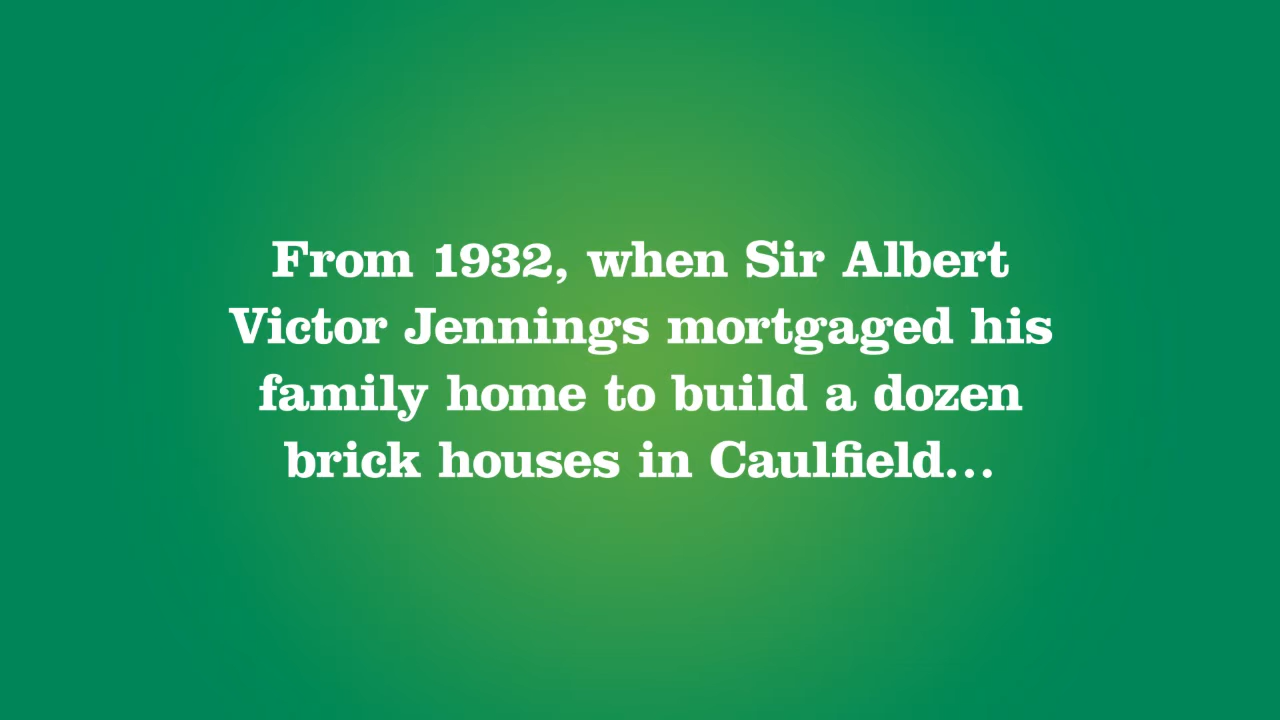 From 1932, when Sir Albert
Victor Jennings mortgaged his
family home to build a dozen
brick houses in Caulfield...